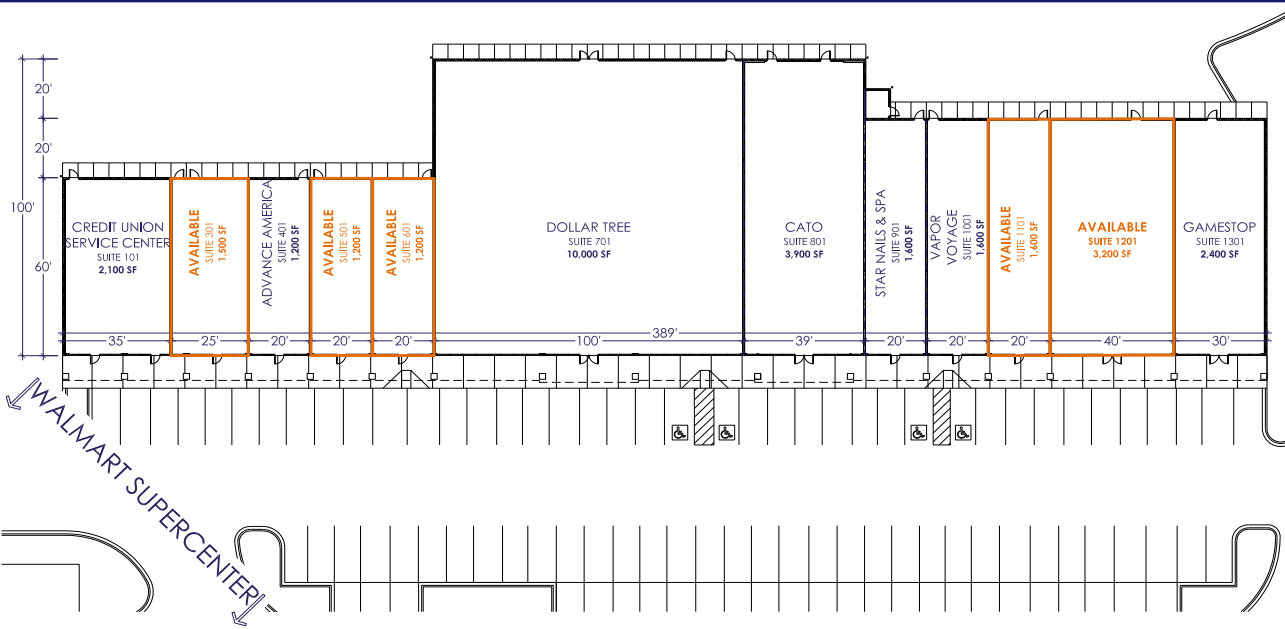 20'
20'
100'
60'
CREDIT UNION
SERVICE CENTER
SUITE 101
2,100 SF
AVAILABLE
SUITE 301
1,500 SF
ADVANCE AMERICA
SUITE 401
1,200 SF
AVAILABLE
SUITE 501
1,200 SF
AVAILABLE
SUITE 601
1,200 SF
DOLLAR TREE
SUITE 701
10,000 SF
CATO
SUITE 801
3,900 SF
STAR NAILS & SPA
SUITE 901
1,600 SF
VAPOR
VOYAGE
SUITE 1001
1,600 SF
AVAILABLE
SUITE 1101
1,600 SF
AVAILABLE
SUITE 1201
3,200 SF
GAMESTOP
SUITE 1301
2,400 SF
389'
35'
25'
20'
20'
20'
100'
39'
20'
20'
20'
40'
30'
WALMART SUPERCENTER